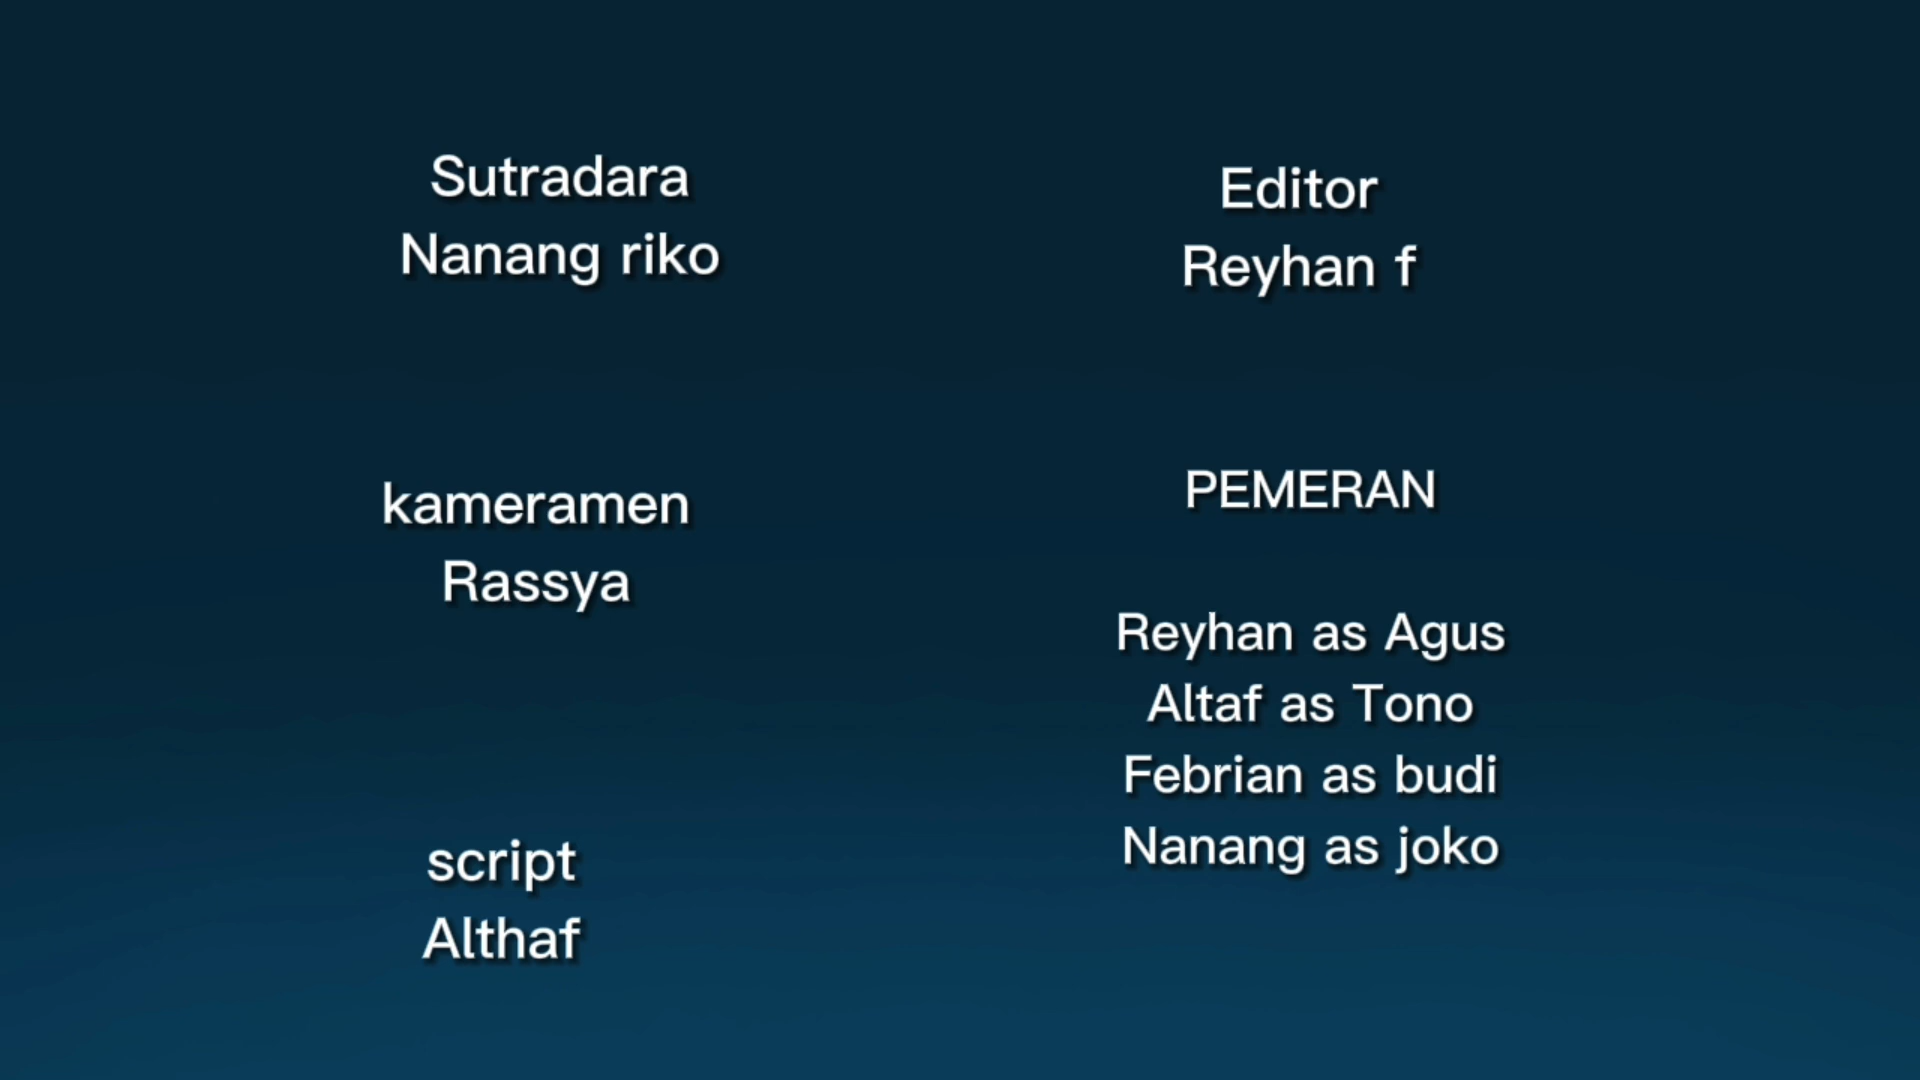 Sutradara
Nanang riko
Editor
Reyhan f
kameramen
Rassya
PEMERAN
Reyhan as Agus
Altaf as Tono
Febrian as budi
Nanang as joko
script
Althaf